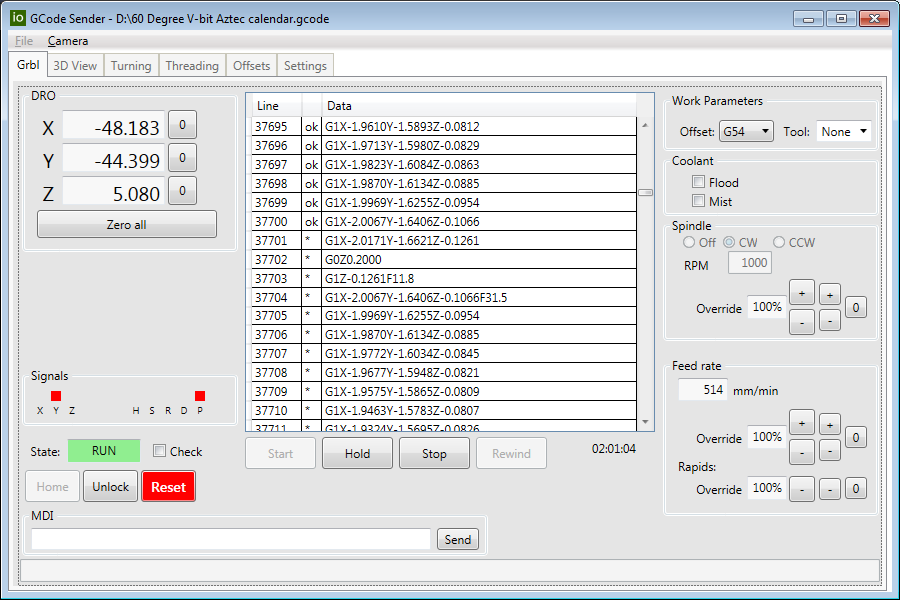 io GCode Sender - D:\60 Degree V-bit Aztec calendar.gcode
File Camera
Grbl 3D View Turning Threading Offsets Settings
DRO
X -48.183 0
Y -44.399 0
Z 5.080 0
Zero all
Signals
X Y Z H S R D P
State: RUN Check
Home Unlock Reset
MDI
Send
Line Data
37695 ok G1X-1.9610Y-1.5893Z-0.0812
37696 ok G1X-1.9713Y-1.5980Z-0.0829
37697 ok G1X-1.9823Y-1.6084Z-0.0863
37698 ok G1X-1.9870Y-1.6134Z-0.0885
37699 ok G1X-1.9969Y-1.6255Z-0.0954
37700 ok G1X-2.0067Y-1.6406Z-0.1066
37701 * G1X-2.0171Y-1.6621Z-0.1261
37702 * G0Z0.2000
37703 * G1Z-0.1261F11.8
37704 * G1X-2.0067Y-1.6406Z-0.1066F31.5
37705 * G1X-1.9969Y-1.6255Z-0.0954
37706 * G1X-1.9870Y-1.6134Z-0.0885
37707 * G1X-1.9772Y-1.6034Z-0.0845
37708 * G1X-1.9677Y-1.5948Z-0.0821
37709 * G1X-1.9575Y-1.5865Z-0.0809
37710 * G1X-1.9463Y-1.5783Z-0.0807
37711 * G1X-1.9324Y-1.5695Z-0.0826
Start Hold Stop Rewind 02:01:04
Work Parameters
Offset: G54 Tool: None
Coolant
Flood
Mist
Spindle
Off CW CCW
RPM 1000
Override 100% + + 0
- -
Feed rate
514 mm/min
Override 100% + + 0
- -
Rapids:
Override 100% - - 0